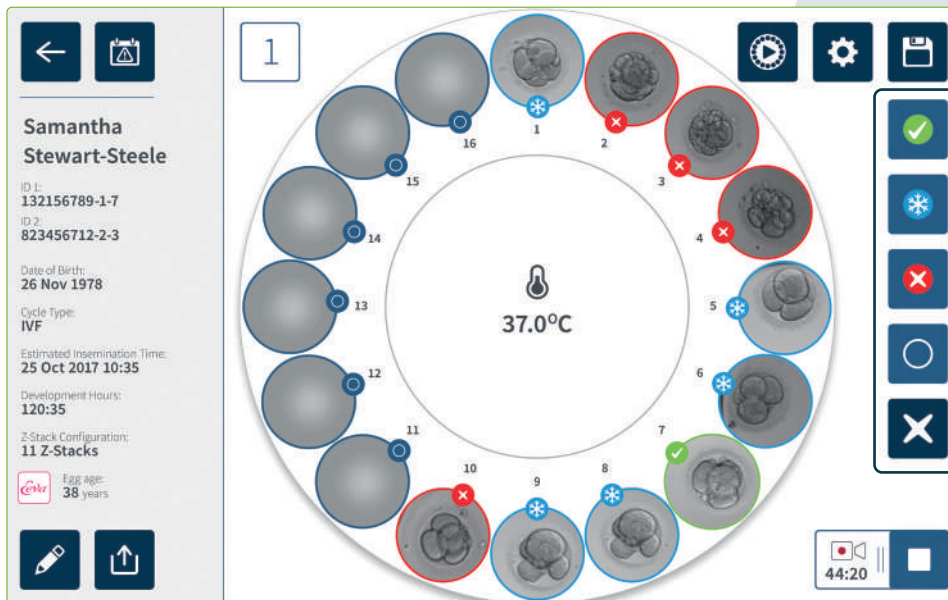 Samantha
Stewart-Steele
ID 1:
132156789-1-7
ID 2:
823456712-2-3
Date of Birth:
26 Nov 1978
Cycle Type:
IVF
Estimated Insemination Time:
25 Oct 2017 10:35
Development Hours:
120:35
Z-Stack Configuration:
11 Z-Stacks
eeva
Egg age:
38 years
1
1
2
3
4
5
6
7
8
9
10
11
12
13
14
15
16
37.0°C
44:20